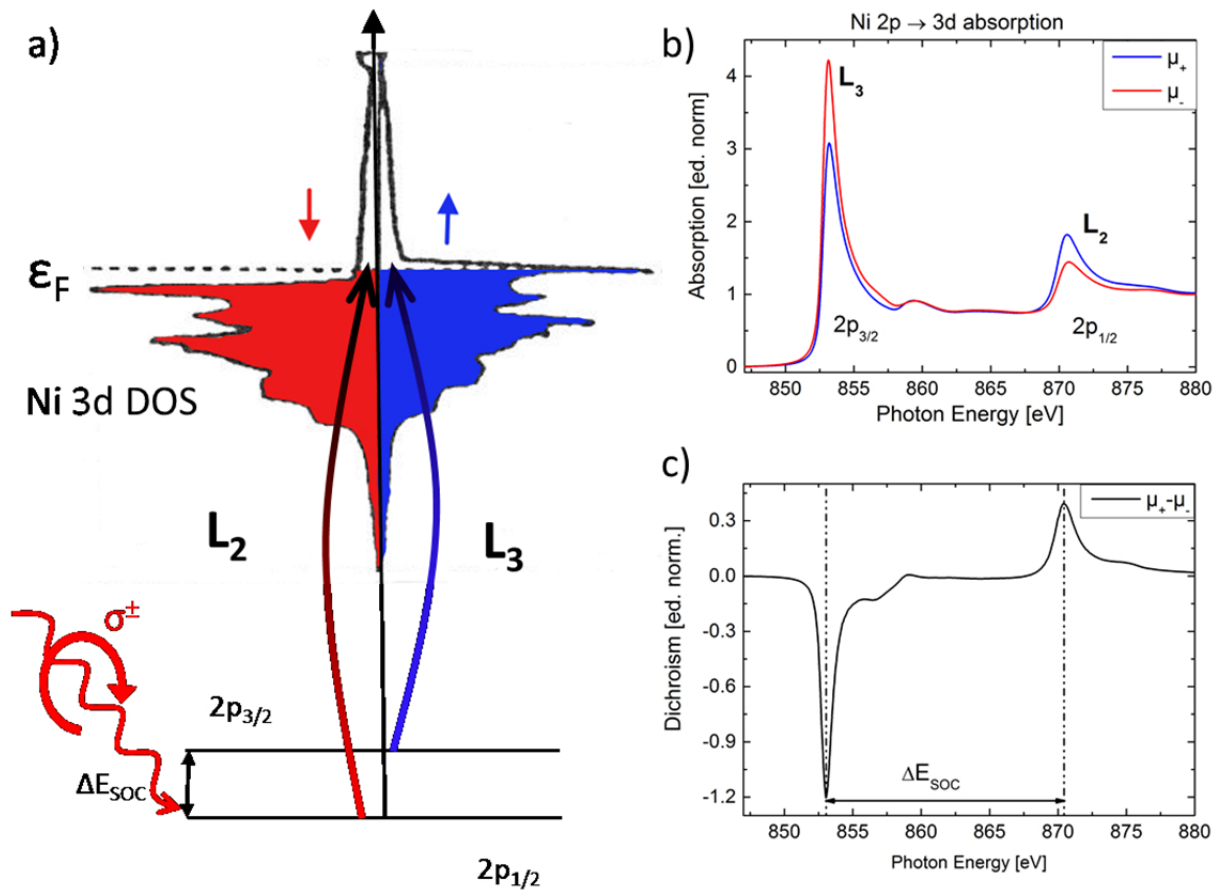 a)
ε_F
Ni 3d DOS
L₂
L₃
σ±
2p₃/₂
ΔE_SOC
2p₁/₂
b)
Ni 2p → 3d absorption
μ₊
μ₋
L₃
L₂
2p₃/₂
2p₁/₂
Absorption [ed. norm]
4
3
2
1
0
850 855 860 865 870 875 880
Photon Energy [eV]
c)
μ₊-μ₋
Dichroism [ed. norm.]
0.3
0.0
-0.3
-0.6
-0.9
-1.2
ΔE_SOC
850 855 860 865 870 875 880
Photon Energy [eV]